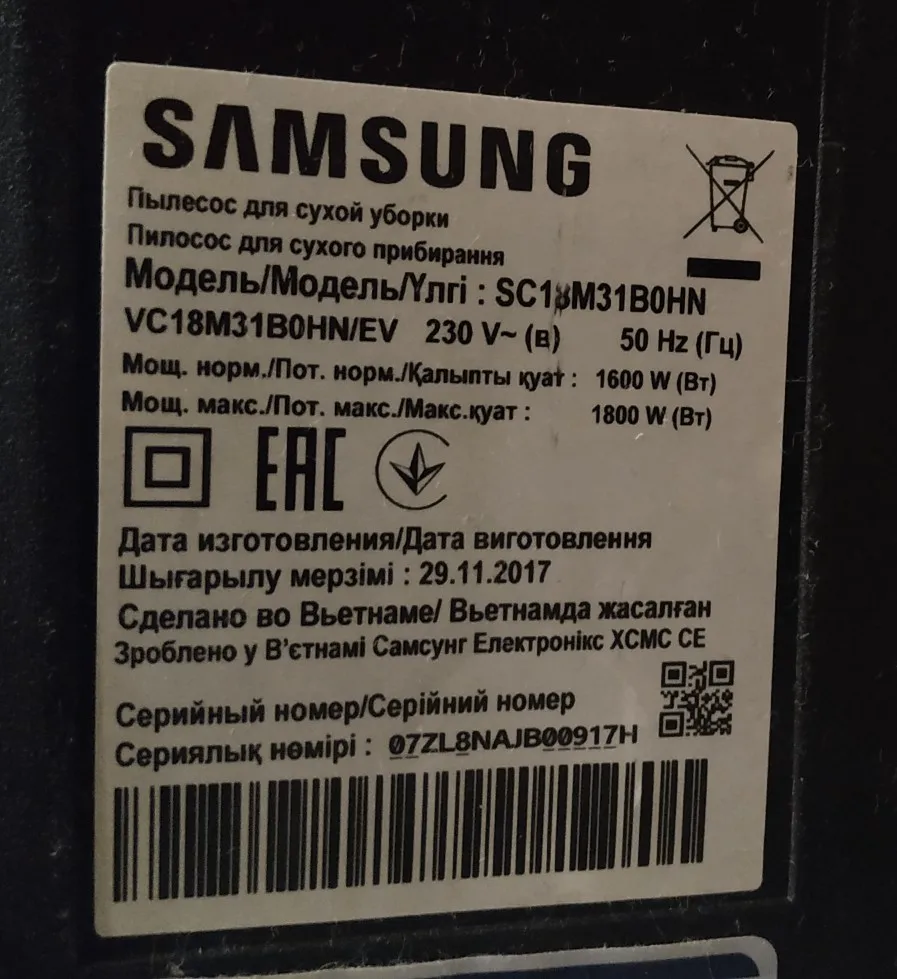 SAMSUNG
Пылесос для сухой уборки
Пилосос для сухого прибирання
Модель/Модель/Үлгі : SC18M31B0HN
VC18M31B0HN/EV 230 V~ (в) 50 Hz (Гц)
Мощ. норм./Пот. норм./Қалыпты қуат : 1600 W (Вт)
Мощ. макс./Пот. макс./Макс.қуат : 1800 W (Вт)
EAC
Дата изготовления/Дата виготовлення
Шығарылу мерзімі : 29.11.2017
Сделано во Вьетнаме/ Вьетнамда жасалған
Зроблено у В'єтнамі Самсунг Електронікс ХСМС СЕ
Серийный номер/Серійний номер
Сериялық нөмірі : 07ZL8NAJB00917H